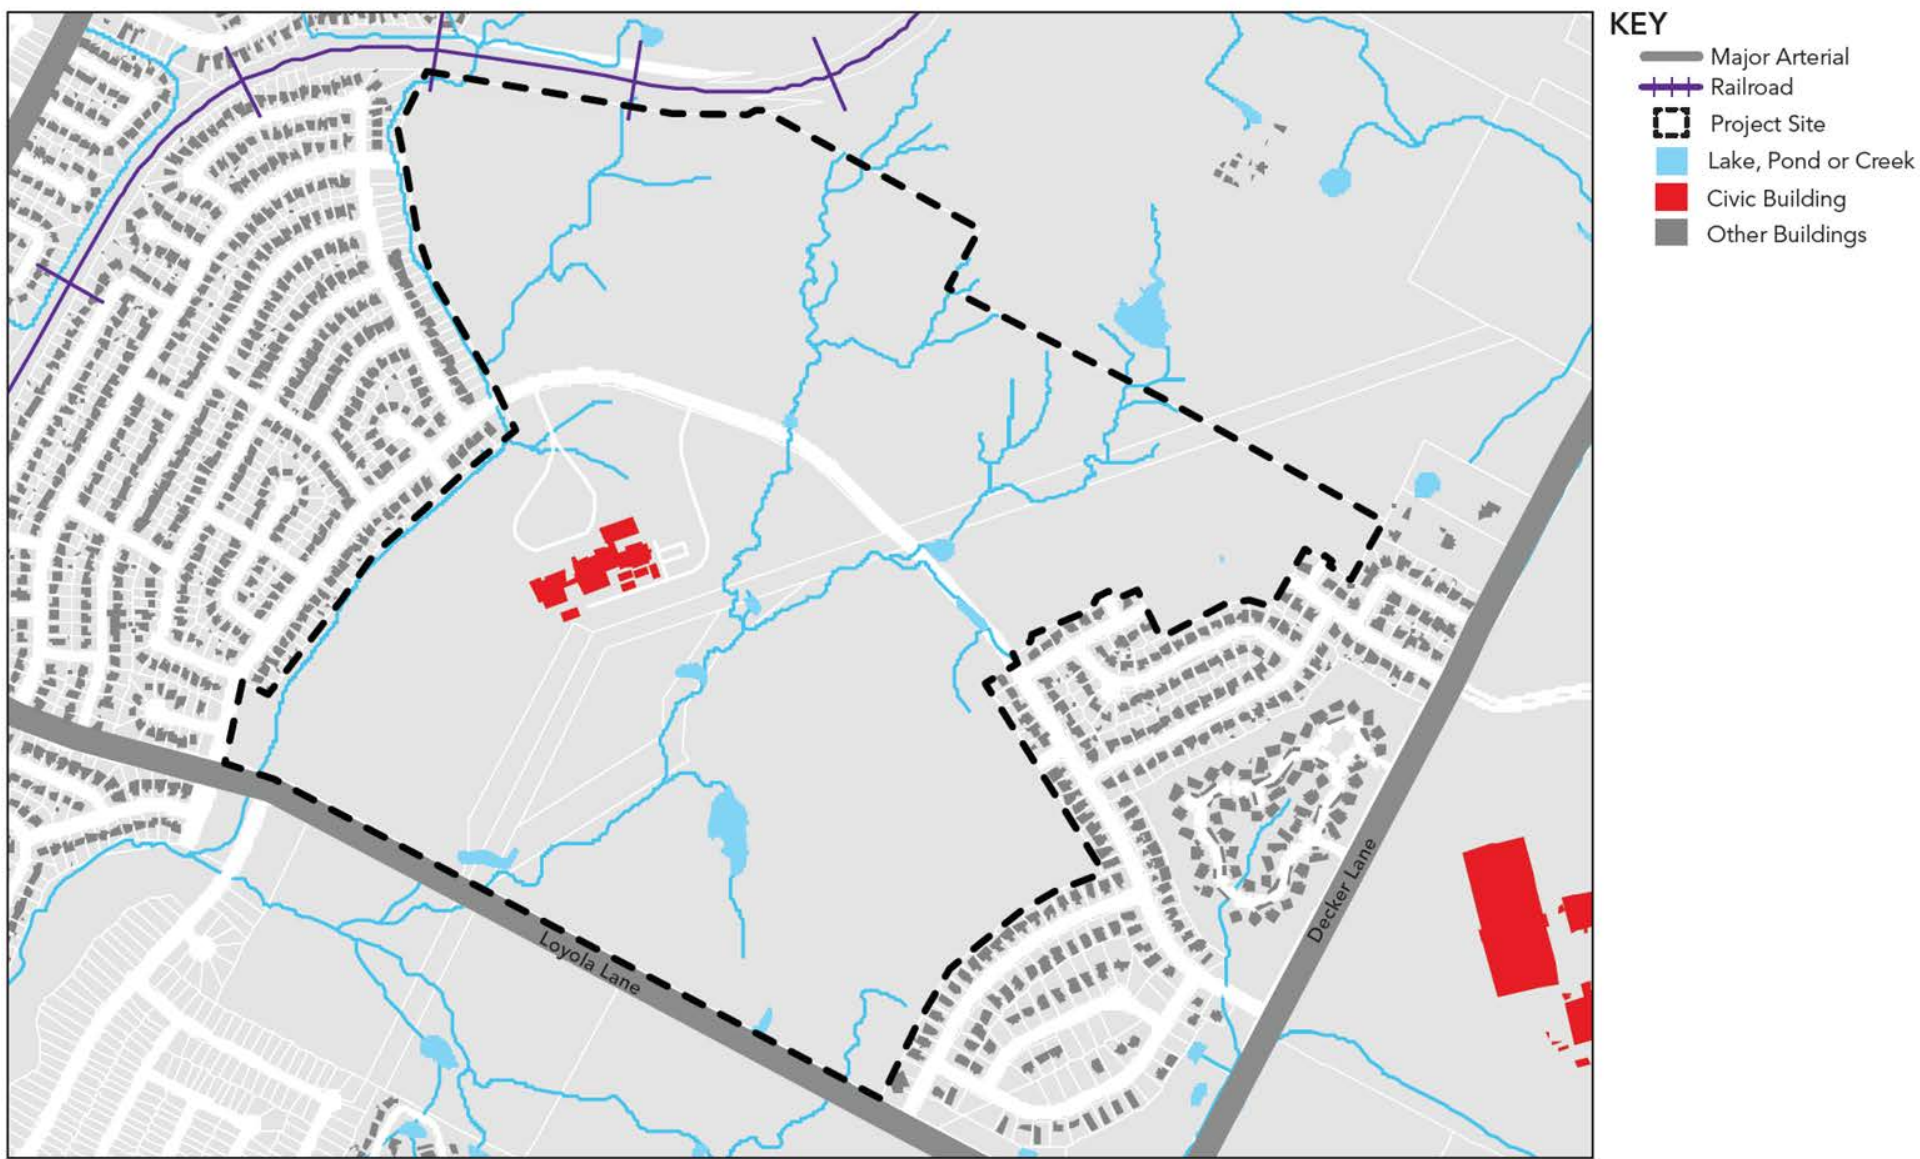 KEY
Major Arterial
Railroad
Project Site
Lake, Pond or Creek
Civic Building
Other Buildings
Loyola Lane
Decker Lane